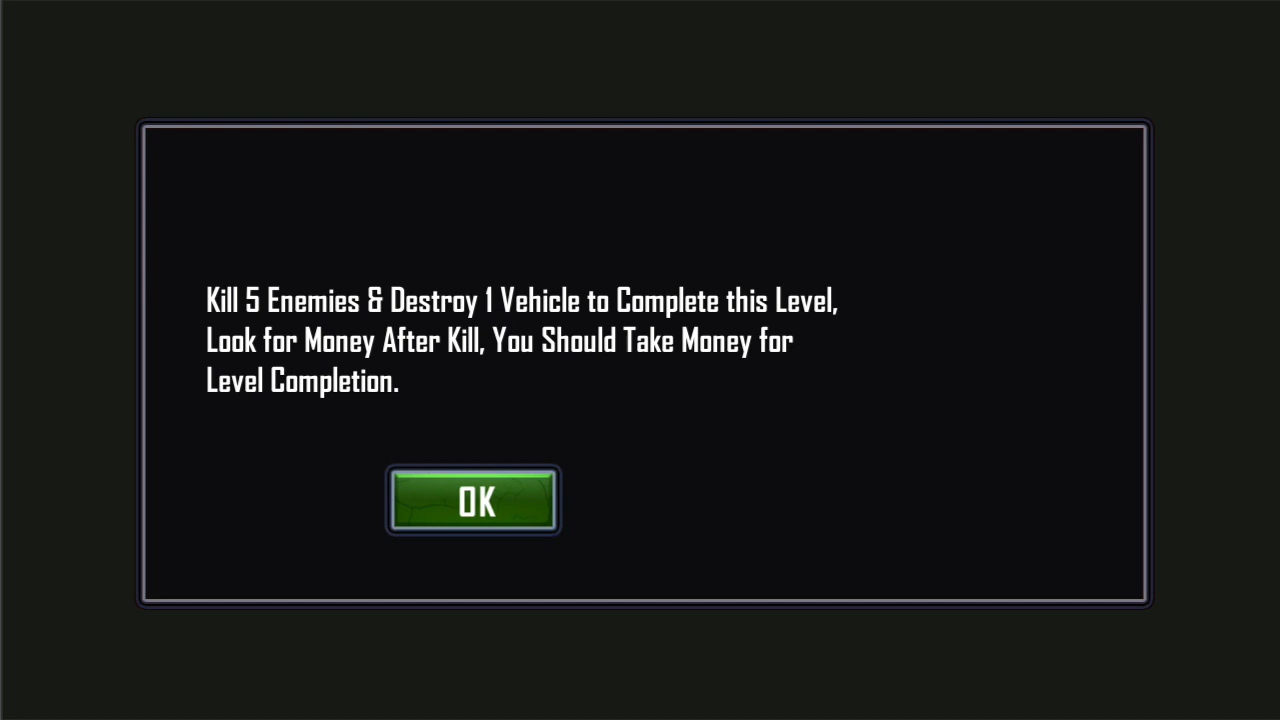 Kill 5 Enemies & Destroy 1 Vehicle to Complete this Level,
Look for Money After Kill, You Should Take Money for
Level Completion.
OK